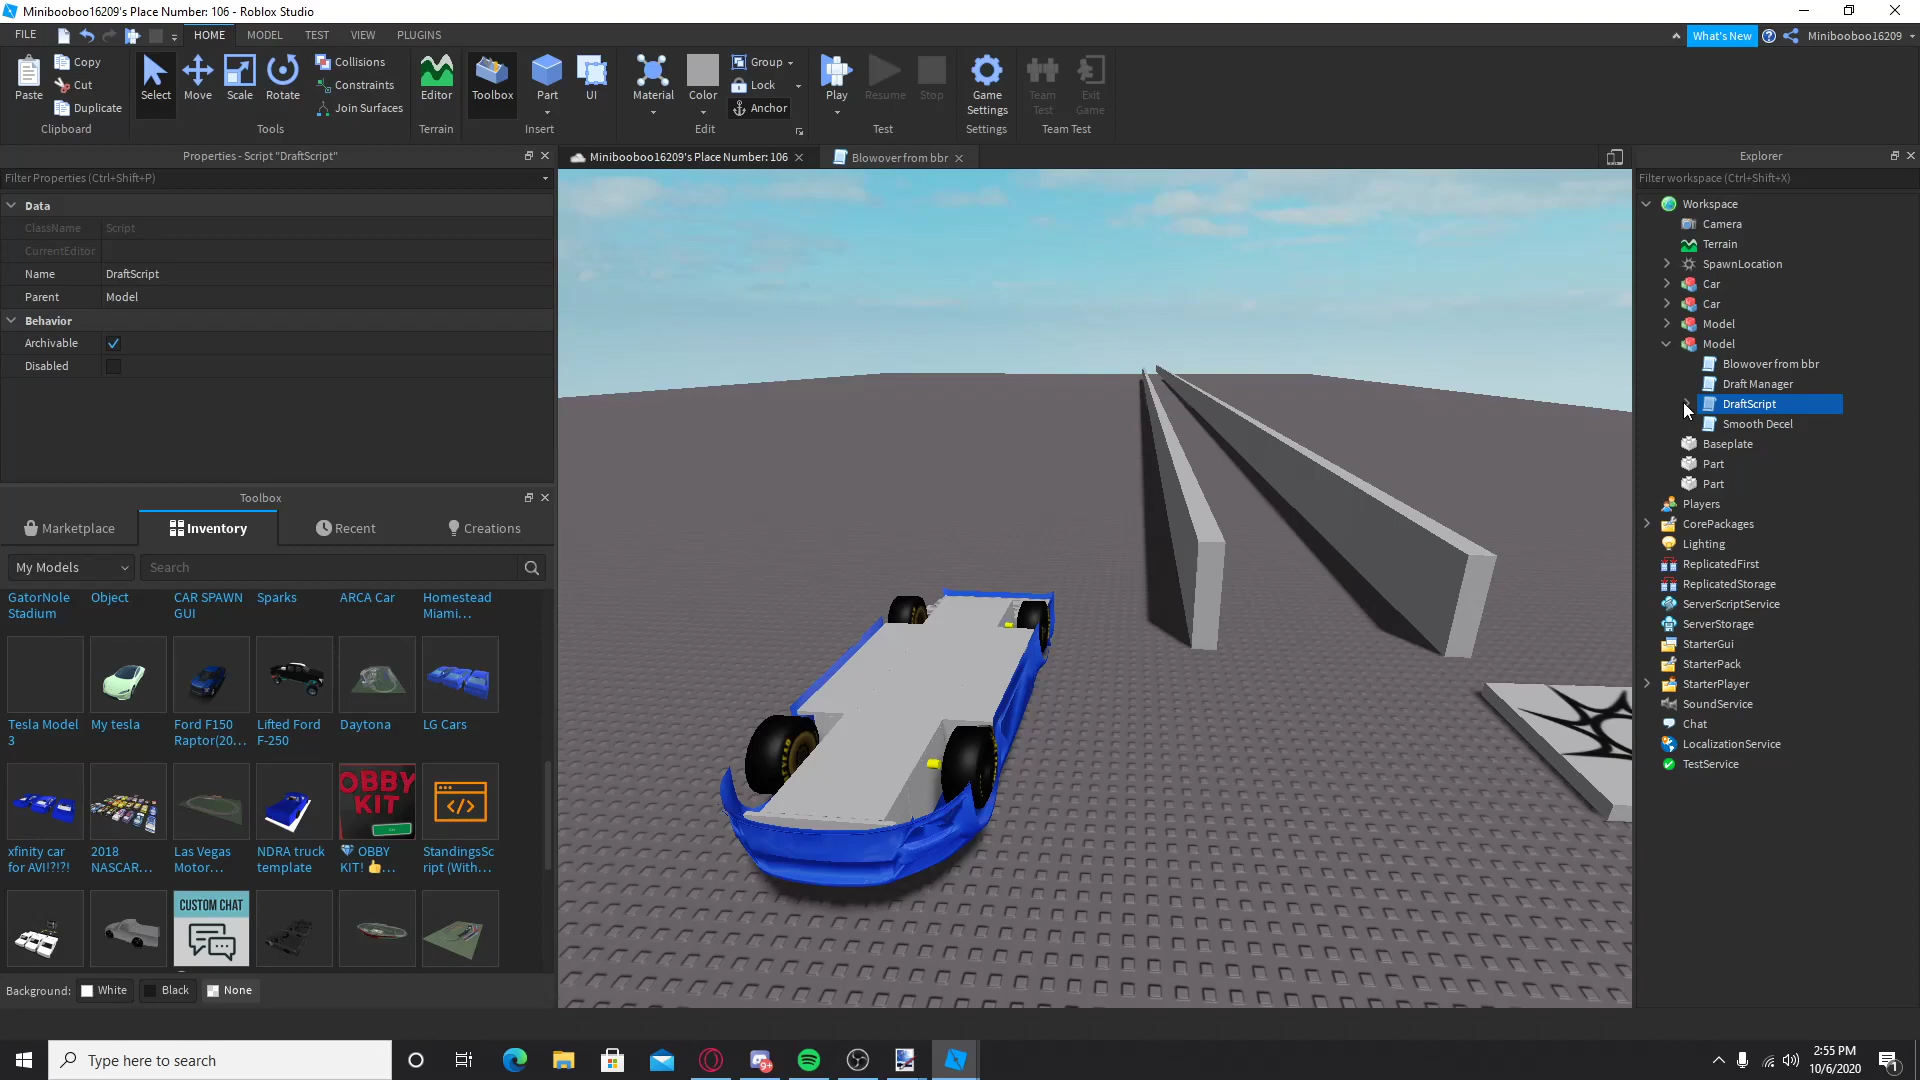 Minibooboo16209's Place Number: 106 - Roblox Studio
FILE HOME MODEL TEST VIEW PLUGINS What's New Minibooboo16209
Paste Copy Cut Duplicate Clipboard
Select Move Scale Rotate Collisions Constraints Join Surfaces Tools
Editor Terrain
Toolbox Part UI Insert
Material Color Group Lock Anchor Edit
Play Resume Stop Test
Game Settings Settings
Team Test Exit Game Team Test
Properties - Script "DraftScript"
Filter Properties (Ctrl+Shift+P)
Data
ClassName Script
CurrentEditor
Name DraftScript
Parent Model
Behavior
Archivable
Disabled
Toolbox
Marketplace Inventory Recent Creations
My Models Search
GatorNole Stadium Object CAR SPAWN GUI Sparks ARCA Car Homestead Miami...
Tesla Model 3 My tesla Ford F150 Raptor(20... Lifted Ford F-250 Daytona LG Cars
OBBY KIT
xfinity car for AVI!?!?! 2018 NASCAR... Las Vegas Motor... NDRA truck template 💎 OBBY KIT! 👍... StandingsSc ript (With...
CUSTOM CHAT
Background: White Black None
Minibooboo16209's Place Number: 106 Blowover from bbr
Explorer
Filter workspace (Ctrl+Shift+X)
Workspace
Camera
Terrain
SpawnLocation
Car
Car
Model
Model
Blowover from bbr
Draft Manager
DraftScript
Smooth Decel
Baseplate
Part
Part
Players
CorePackages
Lighting
ReplicatedFirst
ReplicatedStorage
ServerScriptService
ServerStorage
StarterGui
StarterPack
StarterPlayer
SoundService
Chat
LocalizationService
TestService
Type here to search
2:55 PM
10/6/2020